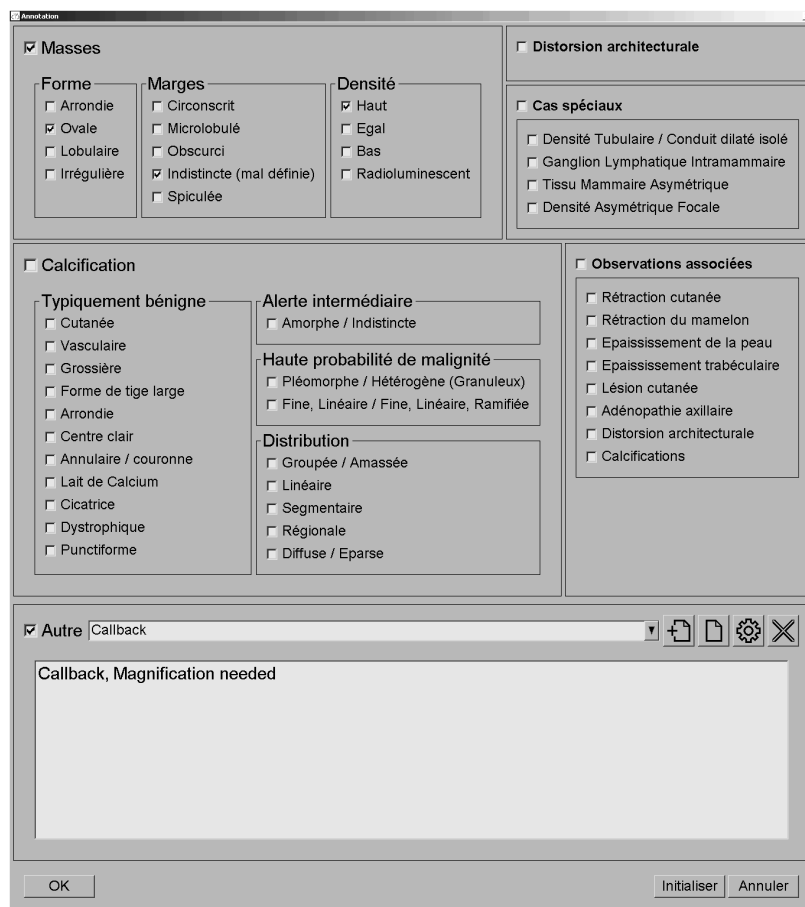 Annotation
Masses
Forme
Arrondie
Ovale
Lobulaire
Irrégulière
Marges
Circonscrit
Microlobulé
Obscurci
Indistincte (mal définie)
Spiculée
Densité
Haut
Egal
Bas
Radioluminescent
Distorsion architecturale
Cas spéciaux
Densité Tubulaire / Conduit dilaté isolé
Ganglion Lymphatique Intramammaire
Tissu Mammaire Asymétrique
Densité Asymétrique Focale
Calcification
Typiquement bénigne
Cutanée
Vasculaire
Grossière
Forme de tige large
Arrondie
Centre clair
Annulaire / couronne
Lait de Calcium
Cicatrice
Dystrophique
Punctiforme
Alerte intermédiaire
Amorphe / Indistincte
Haute probabilité de malignité
Pléomorphe / Hétérogène (Granuleux)
Fine, Linéaire / Fine, Linéaire, Ramifiée
Distribution
Groupée / Amassée
Linéaire
Segmentaire
Régionale
Diffuse / Eparse
Observations associées
Rétraction cutanée
Rétraction du mamelon
Epaississement de la peau
Epaississement trabéculaire
Lésion cutanée
Adénopathie axillaire
Distorsion architecturale
Calcifications
Autre Callback
Callback, Magnification needed
OK
Initialiser Annuler